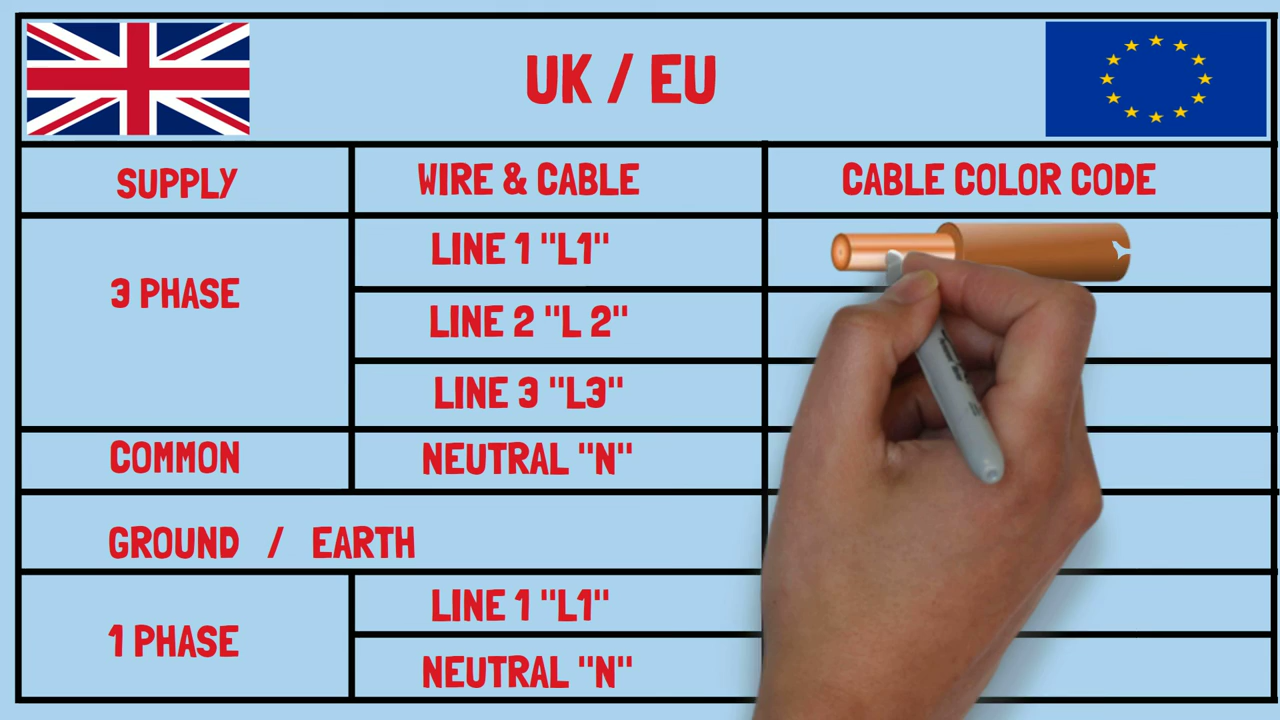 UK / EU
SUPPLY
WIRE & CABLE
CABLE COLOR CODE
3 PHASE
LINE 1 "L1"
LINE 2 "L 2"
LINE 3 "L3"
COMMON
NEUTRAL "N"
GROUND / EARTH
1 PHASE
LINE 1 "L1"
NEUTRAL "N"